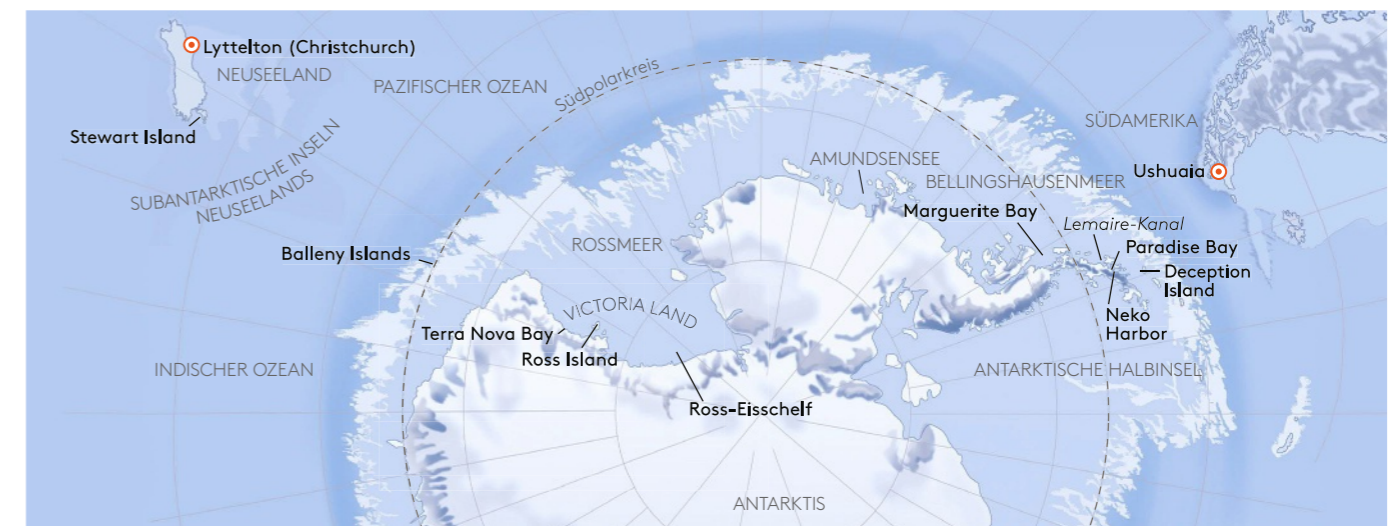 Lyttelton (Christchurch)
NEUSEELAND
PAZIFISCHER OZEAN
Südpolarkreis
Stewart Island
SUBANTARKTISCHE INSELN
NEUSEELANDS
SÜDAMERIKA
Ushuaia
AMUNDSENSEE
BELLINGSHAUSENMEER
Marguerite Bay
Lemaire-Kanal
Paradise Bay
Deception
Island
Neko
Harbor
Balleny Islands
ROSSMEER
VICTORIA LAND
Terra Nova Bay
Ross Island
INDISCHER OZEAN
ANTARKTISCHE HALBINSEL
Ross-Eisschelf
ANTARKTIS